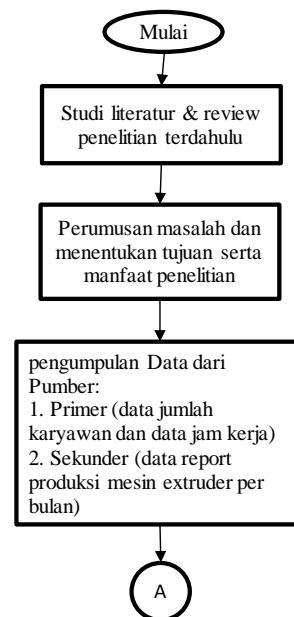 Mulai
Studi literatur & review
penelitian terdahulu
Perumusan masalah dan
menentukan tujuan serta
manfaat penelitian
pengumpulan Data dari
Pumber:
1. Primer (data jumlah
karyawan dan data jam kerja)
2. Sekunder (data report
produksi mesin extruder per
bulan)
A